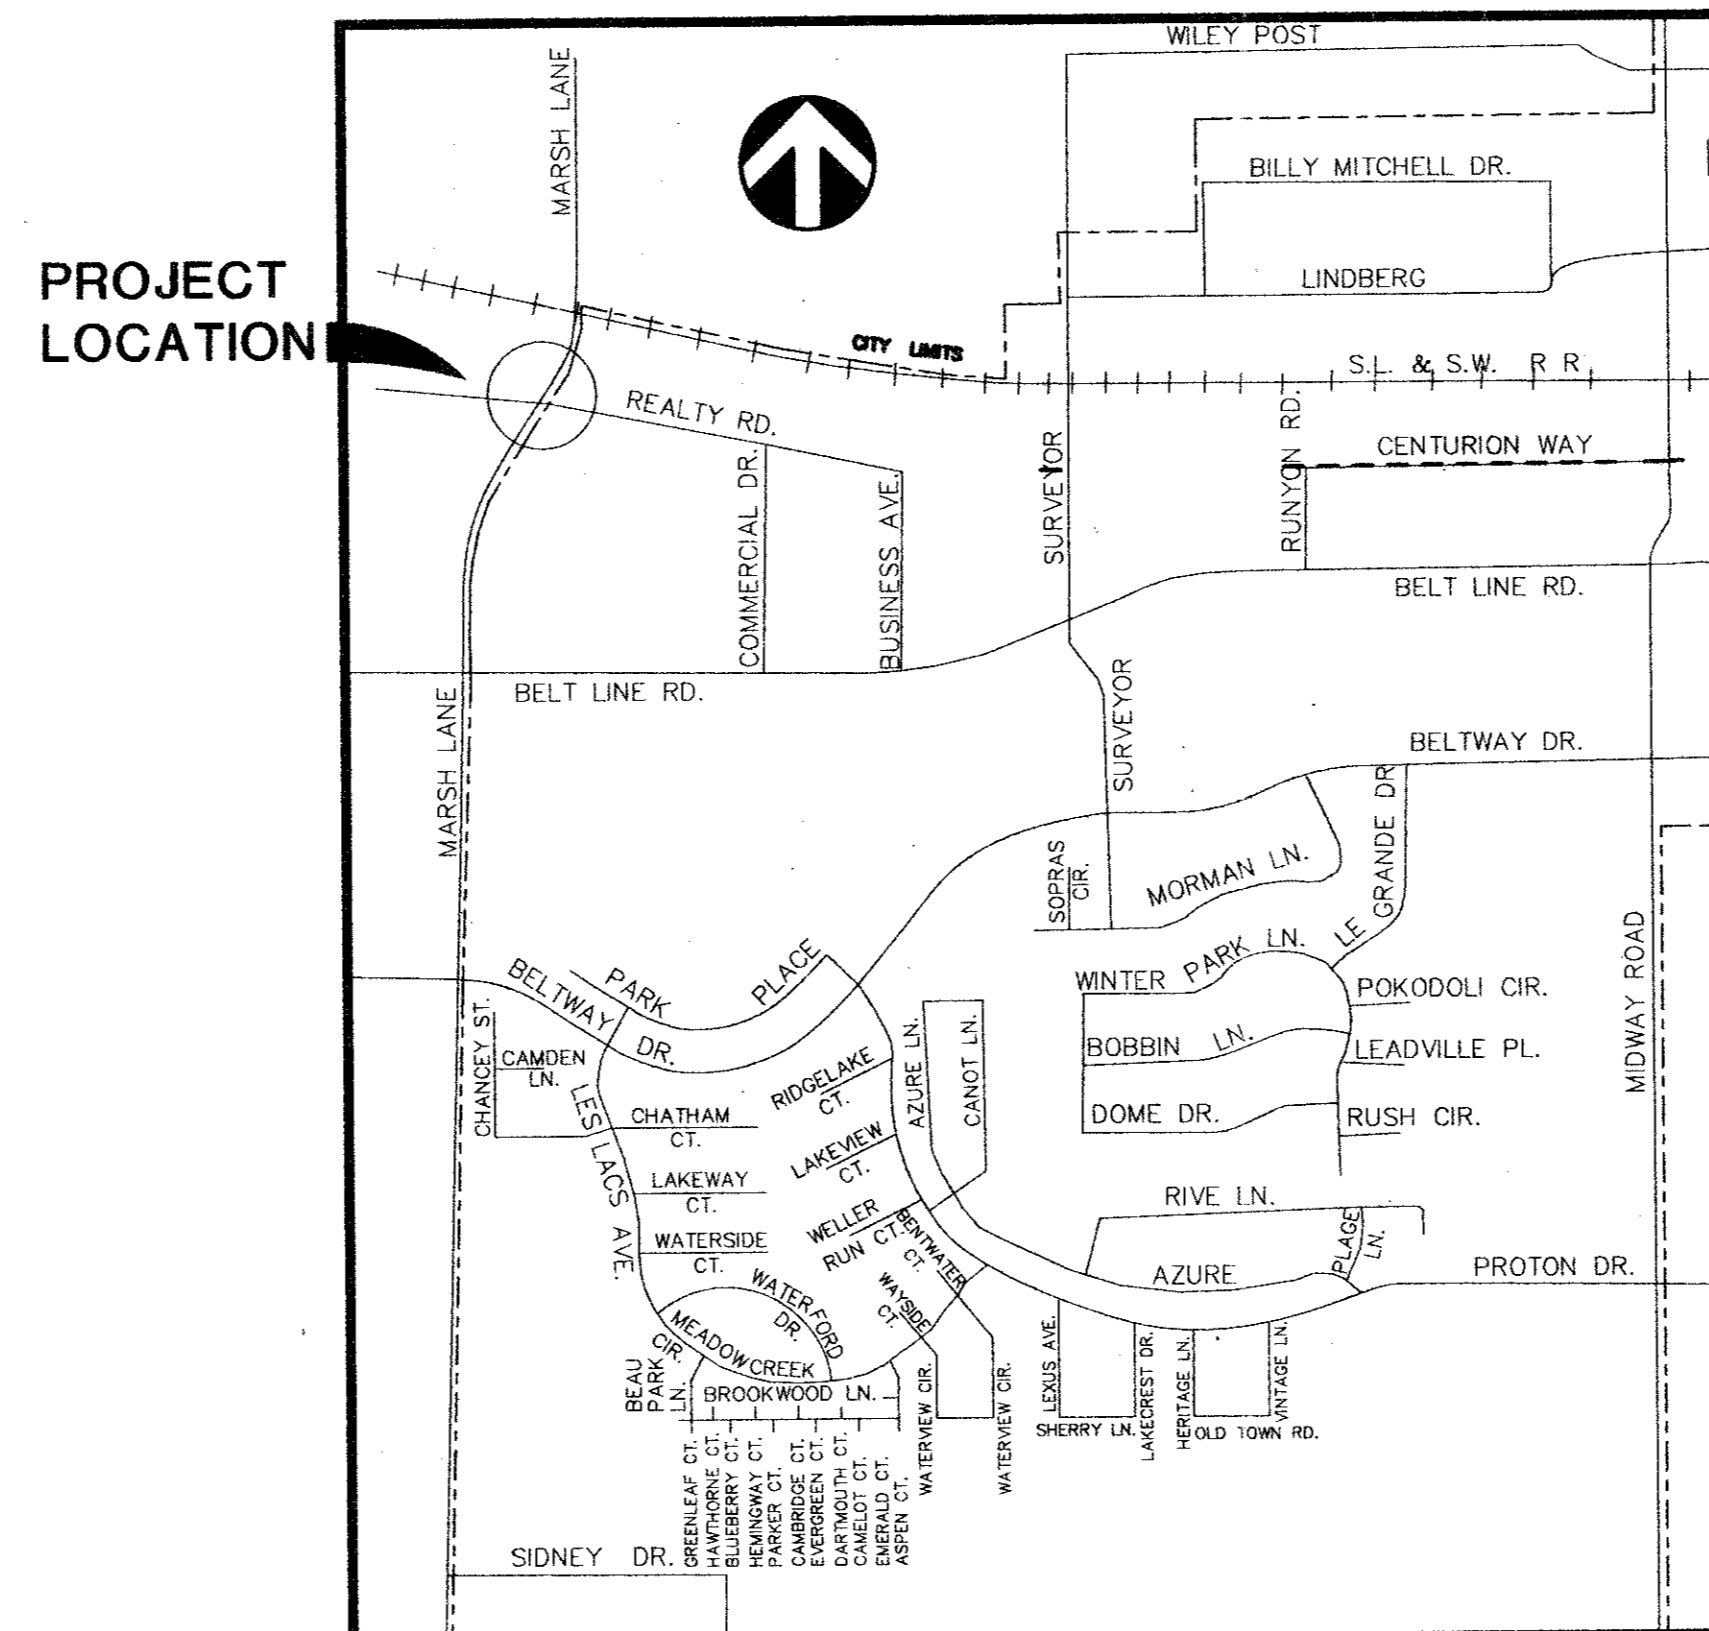 WILEY POST
MARSH LANE
BILLY MITCHELL DR.
LINDBERG
PROJECT
LOCATION
CITY LIMITS
S.L. & S.W. R R
REALTY RD.
COMMERCIAL DR.
BUSINESS AVE.
SURVEYOR
RUNYON RD.
CENTURION WAY
BELT LINE RD.
BELT LINE RD.
MARSH LANE
SURVEYOR
BELTWAY DR.
LE GRANDE DR
SOPRAS
CIR.
MORMAN LN.
MIDWAY ROAD
PARK PLACE
BELTWAY DR.
WINTER PARK LN.
POKODOLI CIR.
CHANCEY ST.
CAMDEN
LN.
LES LACS AVE.
CHATHAM
CT.
RIDGELAKE
CT.
AZURE LN.
CANOT LN.
BOBBIN LN.
LEADVILLE PL.
DOME DR.
RUSH CIR.
LAKEVIEW
CT.
LAKEWAY
CT.
WELLER
RUN CT.
BENTWATER
CT.
RIVE LN.
PLAGE
LN.
WATERSIDE
CT.
WATERFORD
DR.
WAYSIDE
CT.
AZURE
PROTON DR.
MEADOWCREEK
CIR.
BEAU
PARK
LN.
BROOKWOOD LN.
WATERVIEW CIR.
WATERVIEW CIR.
LEXUS AVE.
SHERRY LN.
LAKECREST DR.
HERITAGE LN.
OLD TOWN RD.
VINTAGE LN.
GREENLEAF CT.
HAWTHORNE CT.
BLUEBERRY CT.
HEMINGWAY CT.
PARKER CT.
CAMBRIDGE CT.
EVERGREEN CT.
DARTMOUTH CT.
CAMELOT CT.
EMERALD CT.
ASPEN CT.
SIDNEY DR.